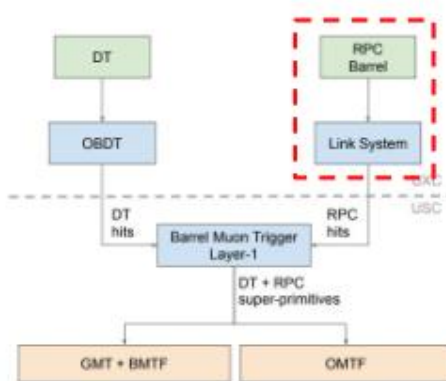 DT
RPC
Barrel
OBDT
Link System
UXC
USC
DT
hits
RPC
hits
Barrel Muon Trigger
Layer-1
DT + RPC
super-primitives
GMT + BMTF
OMTF